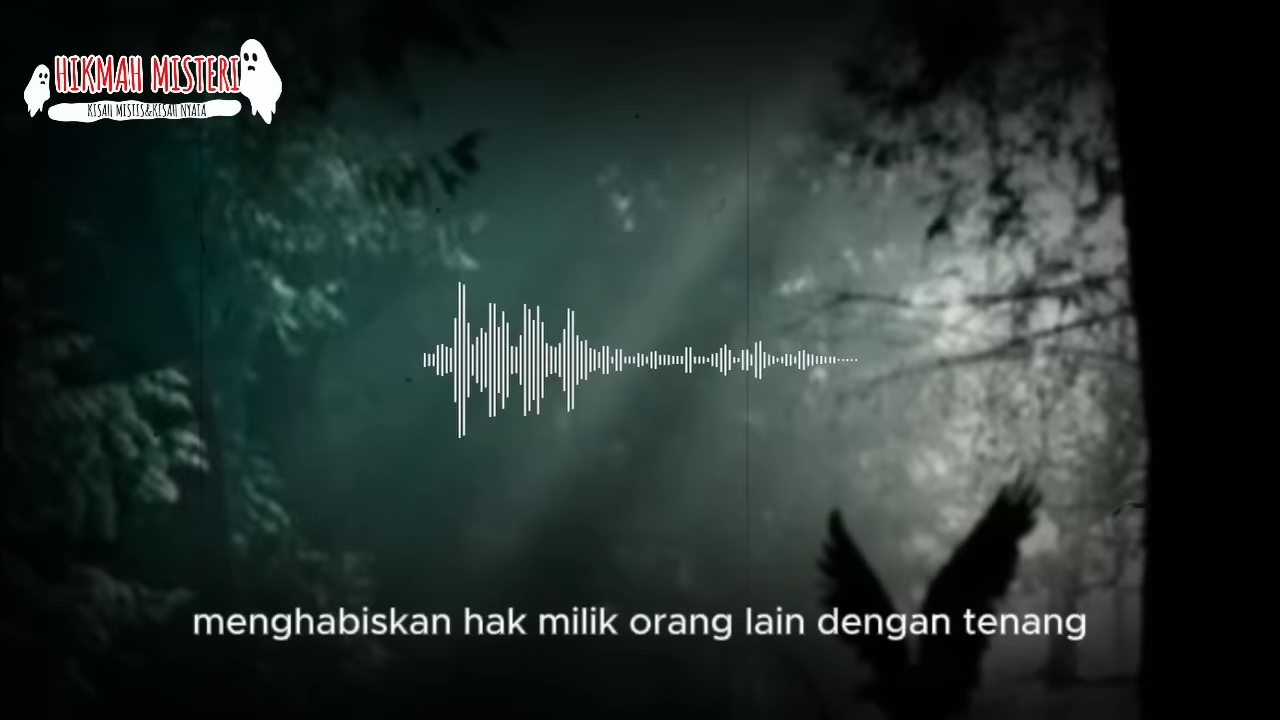 HIKMAH MISTERI
KISAH MISTIS&KISAH NYATA
menghabiskan hak milik orang lain dengan tenang